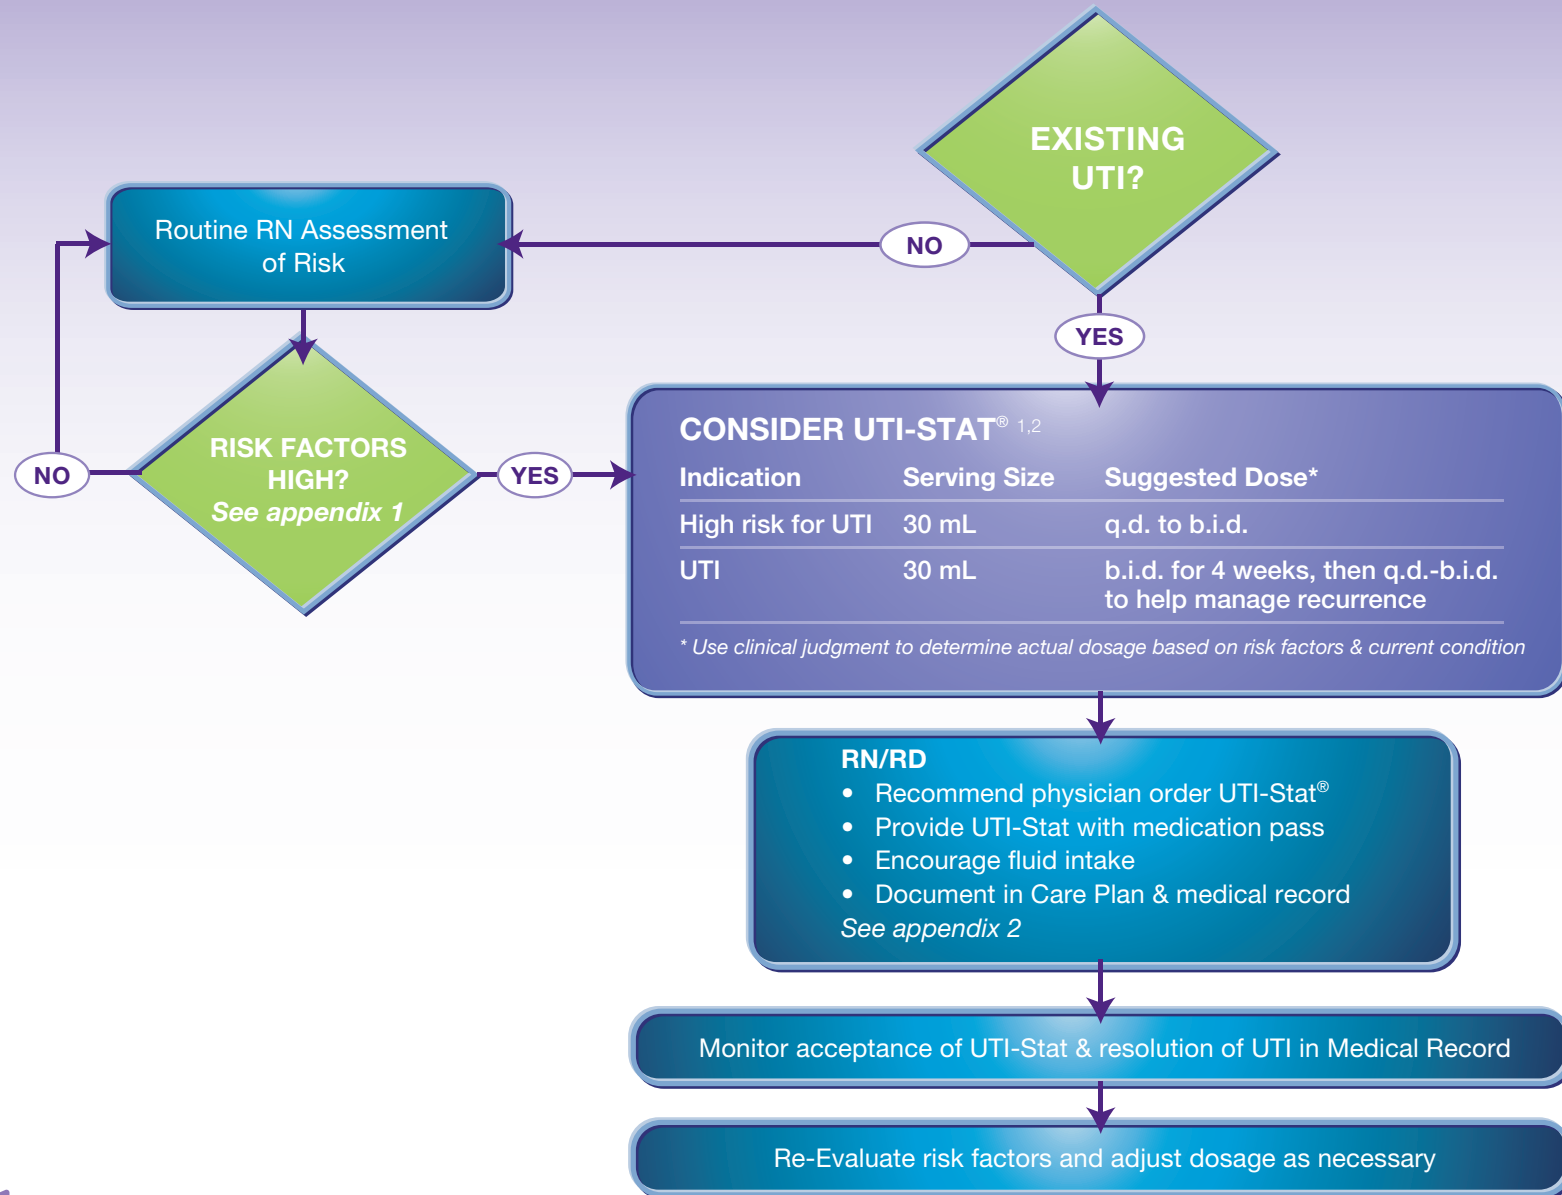 EXISTING
UTI?
NO
YES
Routine RN Assessment
of Risk
RISK FACTORS
HIGH?
See appendix 1
NO
YES
CONSIDER UTI-STAT® 1,2
Indication Serving Size Suggested Dose*
High risk for UTI 30 mL q.d. to b.i.d.
UTI 30 mL b.i.d. for 4 weeks, then q.d.-b.i.d.
to help manage recurrence
* Use clinical judgment to determine actual dosage based on risk factors & current condition
RN/RD
• Recommend physician order UTI-Stat®
• Provide UTI-Stat with medication pass
• Encourage fluid intake
• Document in Care Plan & medical record
See appendix 2
Monitor acceptance of UTI-Stat & resolution of UTI in Medical Record
Re-Evaluate risk factors and adjust dosage as necessary